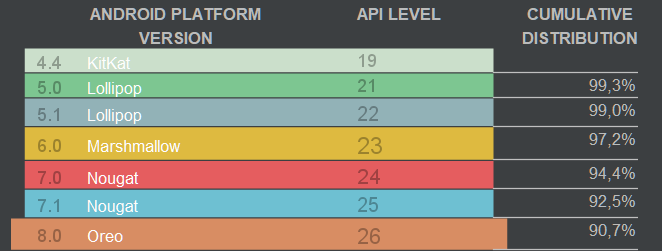 ANDROID PLATFORM VERSION API LEVEL CUMULATIVE DISTRIBUTION
4.4 KitKat 19
5.0 Lollipop 21 99,3%
5.1 Lollipop 22 99,0%
6.0 Marshmallow 23 97,2%
7.0 Nougat 24 94,4%
7.1 Nougat 25 92,5%
8.0 Oreo 26 90,7%